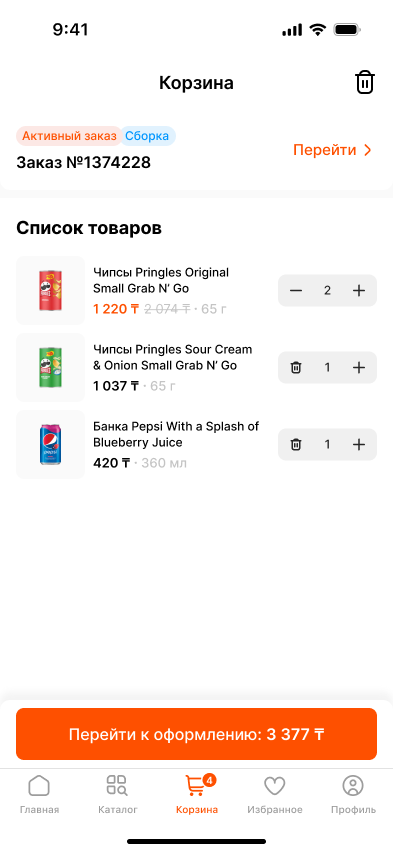 9:41
Корзина
Активный заказ Сборка
Заказ №1374228
Перейти
Список товаров
Чипсы Pringles Original
Small Grab N’ Go
1 220 ₸ 2 074 ₸ · 65 г
2
Чипсы Pringles Sour Cream
& Onion Small Grab N’ Go
1 037 ₸ · 65 г
1
Банка Pepsi With a Splash of
Blueberry Juice
420 ₸ · 360 мл
1
Перейти к оформлению: 3 377 ₸
4
Главная Каталог Корзина Избранное Профиль